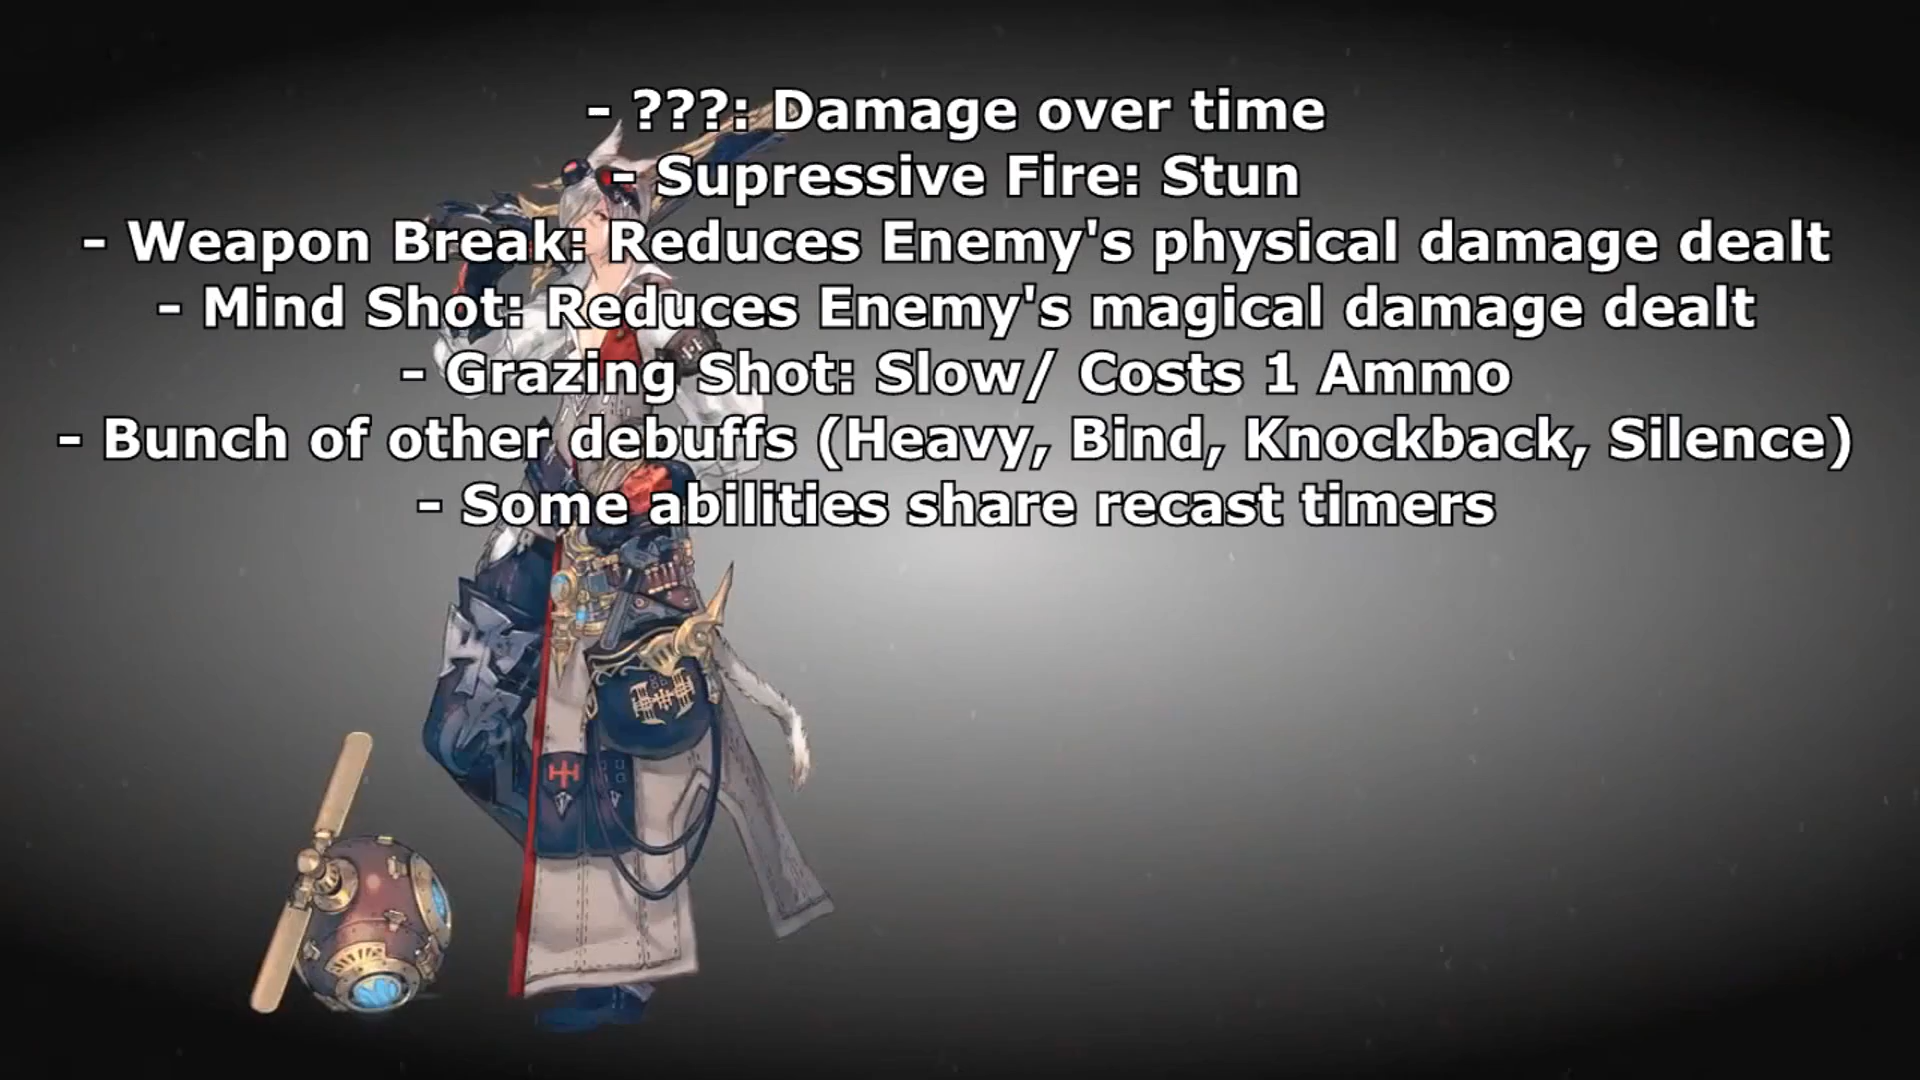 - ???: Damage over time
- Supressive Fire: Stun
- Weapon Break: Reduces Enemy's physical damage dealt
- Mind Shot: Reduces Enemy's magical damage dealt
- Grazing Shot: Slow/ Costs 1 Ammo
- Bunch of other debuffs (Heavy, Bind, Knockback, Silence)
- Some abilities share recast timers